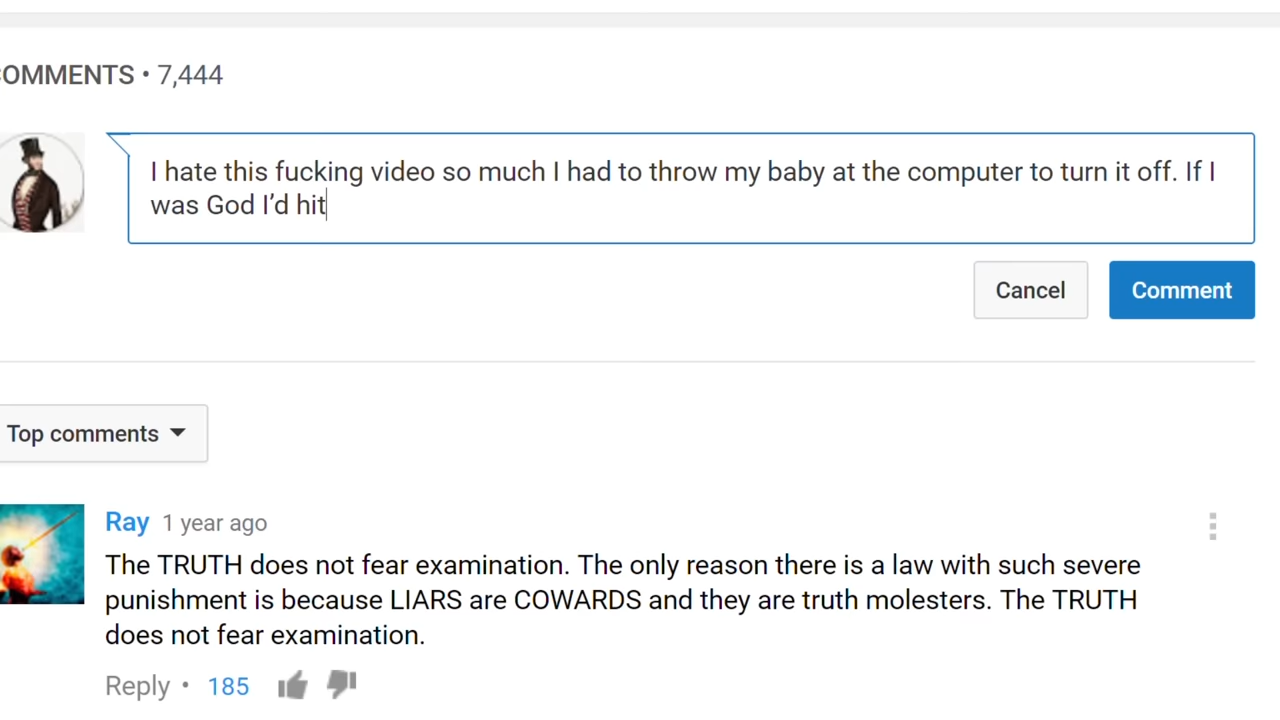 OMMENTS • 7,444
I hate this fucking video so much I had to throw my baby at the computer to turn it off. If I
was God I’d hit
Cancel
Comment
Top comments
Ray 1 year ago
The TRUTH does not fear examination. The only reason there is a law with such severe
punishment is because LIARS are COWARDS and they are truth molesters. The TRUTH
does not fear examination.
Reply • 185